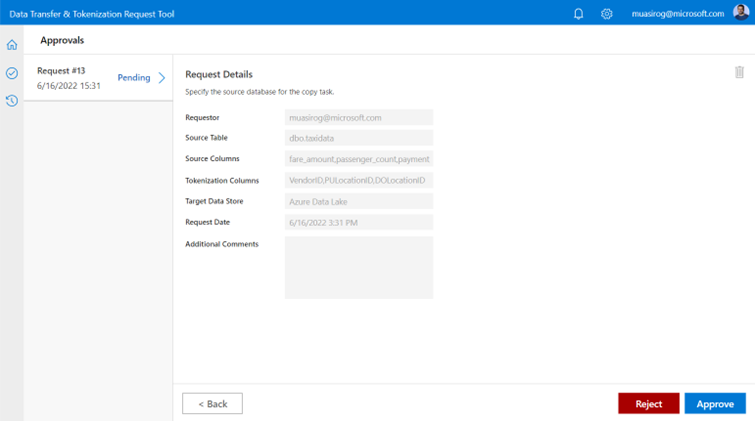 Data Transfer & Tokenization Request Tool
muasirog@microsoft.com
Approvals
Request #13
Pending
6/16/2022 15:31
Request Details
Specify the source database for the copy task.
Requestor
muasirog@microsoft.com
Source Table
dbo.taxidata
Source Columns
fare_amount,passenger_count,payment
Tokenization Columns
VendorID,PULocationID,DOLocationID
Target Data Store
Azure Data Lake
Request Date
6/16/2022 3:31 PM
Additional Comments
< Back
Reject
Approve